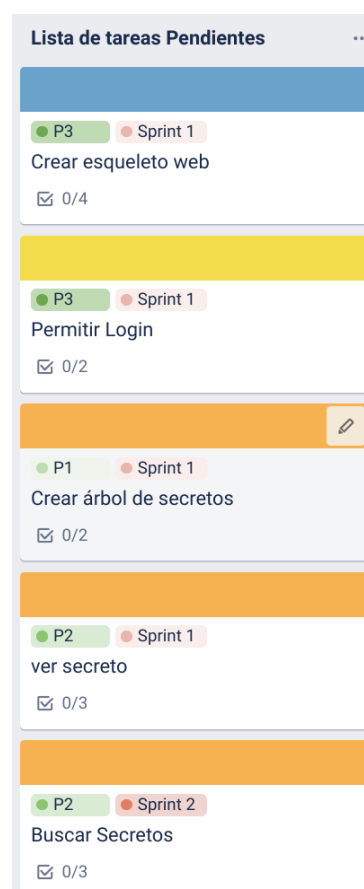 Lista de tareas Pendientes
P3 Sprint 1
Crear esqueleto web
0/4
P3 Sprint 1
Permitir Login
0/2
P1 Sprint 1
Crear árbol de secretos
0/2
P2 Sprint 1
ver secreto
0/3
P2 Sprint 2
Buscar Secretos
0/3